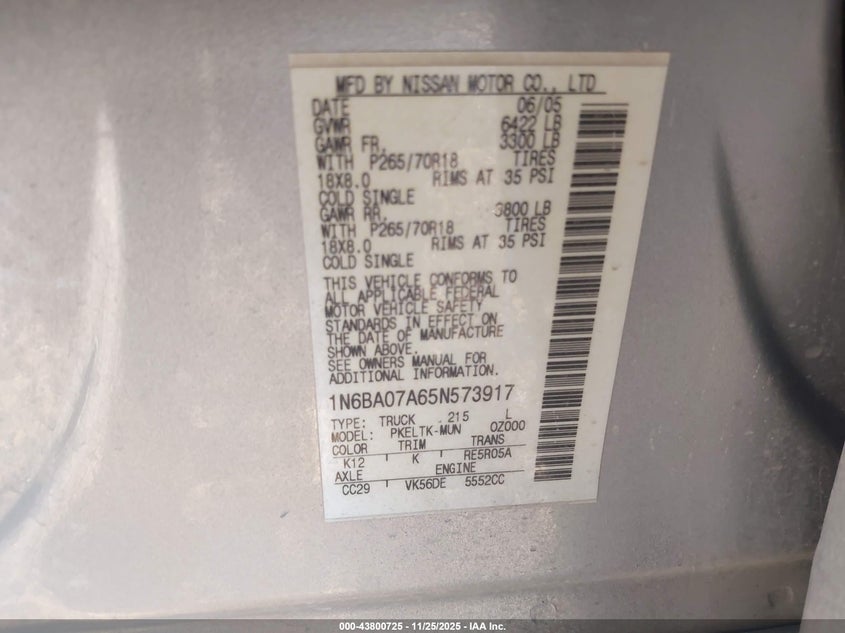 MFD BY NISSAN MOTOR CO., LTD
DATE 06/05
GVWR 6422 LB
GAWR FR. 3300 LB
WITH P265/70R18 TIRES
18X8.0 RIMS AT 35 PSI
COLD SINGLE
GAWR RR. 3800 LB
WITH P265/70R18 TIRES
18X8.0 RIMS AT 35 PSI
COLD SINGLE
THIS VEHICLE CONFORMS TO
ALL APPLICABLE FEDERAL
MOTOR VEHICLE SAFETY
STANDARDS IN EFFECT ON
THE DATE OF MANUFACTURE
SHOWN ABOVE.
SEE OWNERS MANUAL FOR
ADDITIONAL INFORMATION.
1N6BA07A65N573917
TYPE: TRUCK 215 L
MODEL: PKELTK-MUN 0Z000
COLOR TRIM TRANS
K12 K RE5R05A
AXLE ENGINE
CC29 VK56DE 5552CC
000-43800725 - 11/25/2025 - IAA Inc.